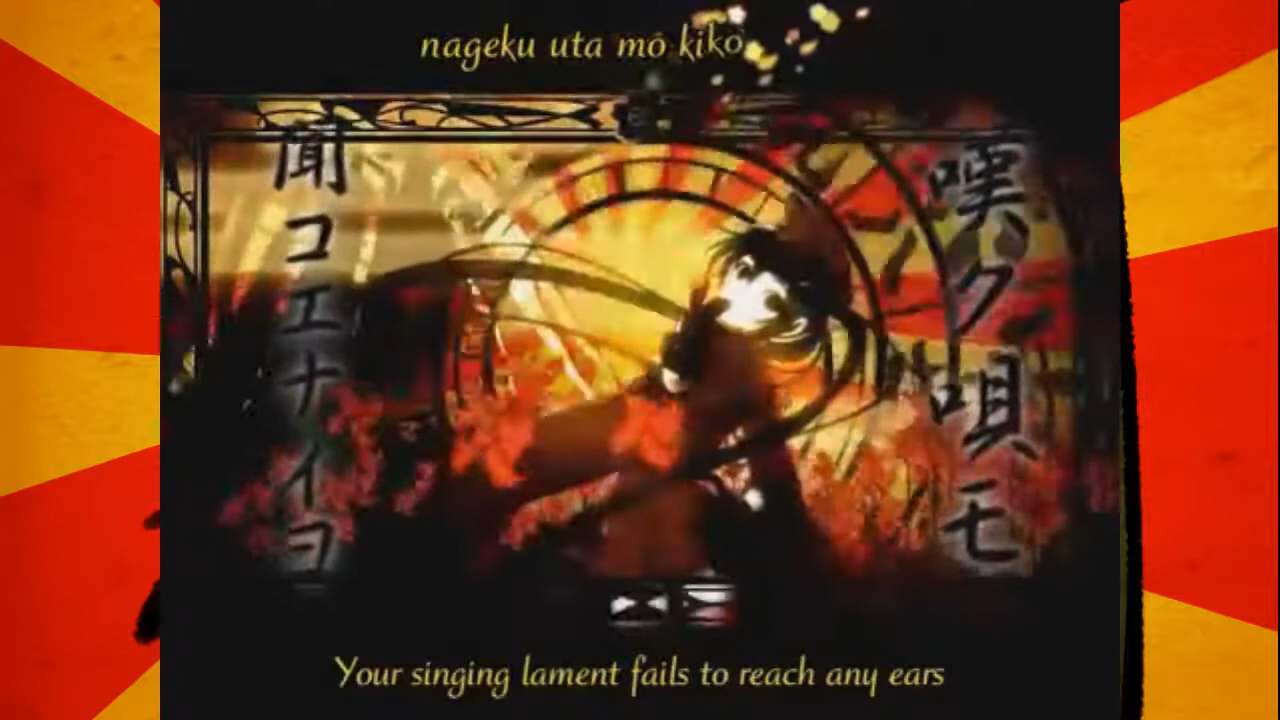 nageku uta mo kiko
嘆ク唄モ
聞コエナイヨ
Your singing lament fails to reach any ears